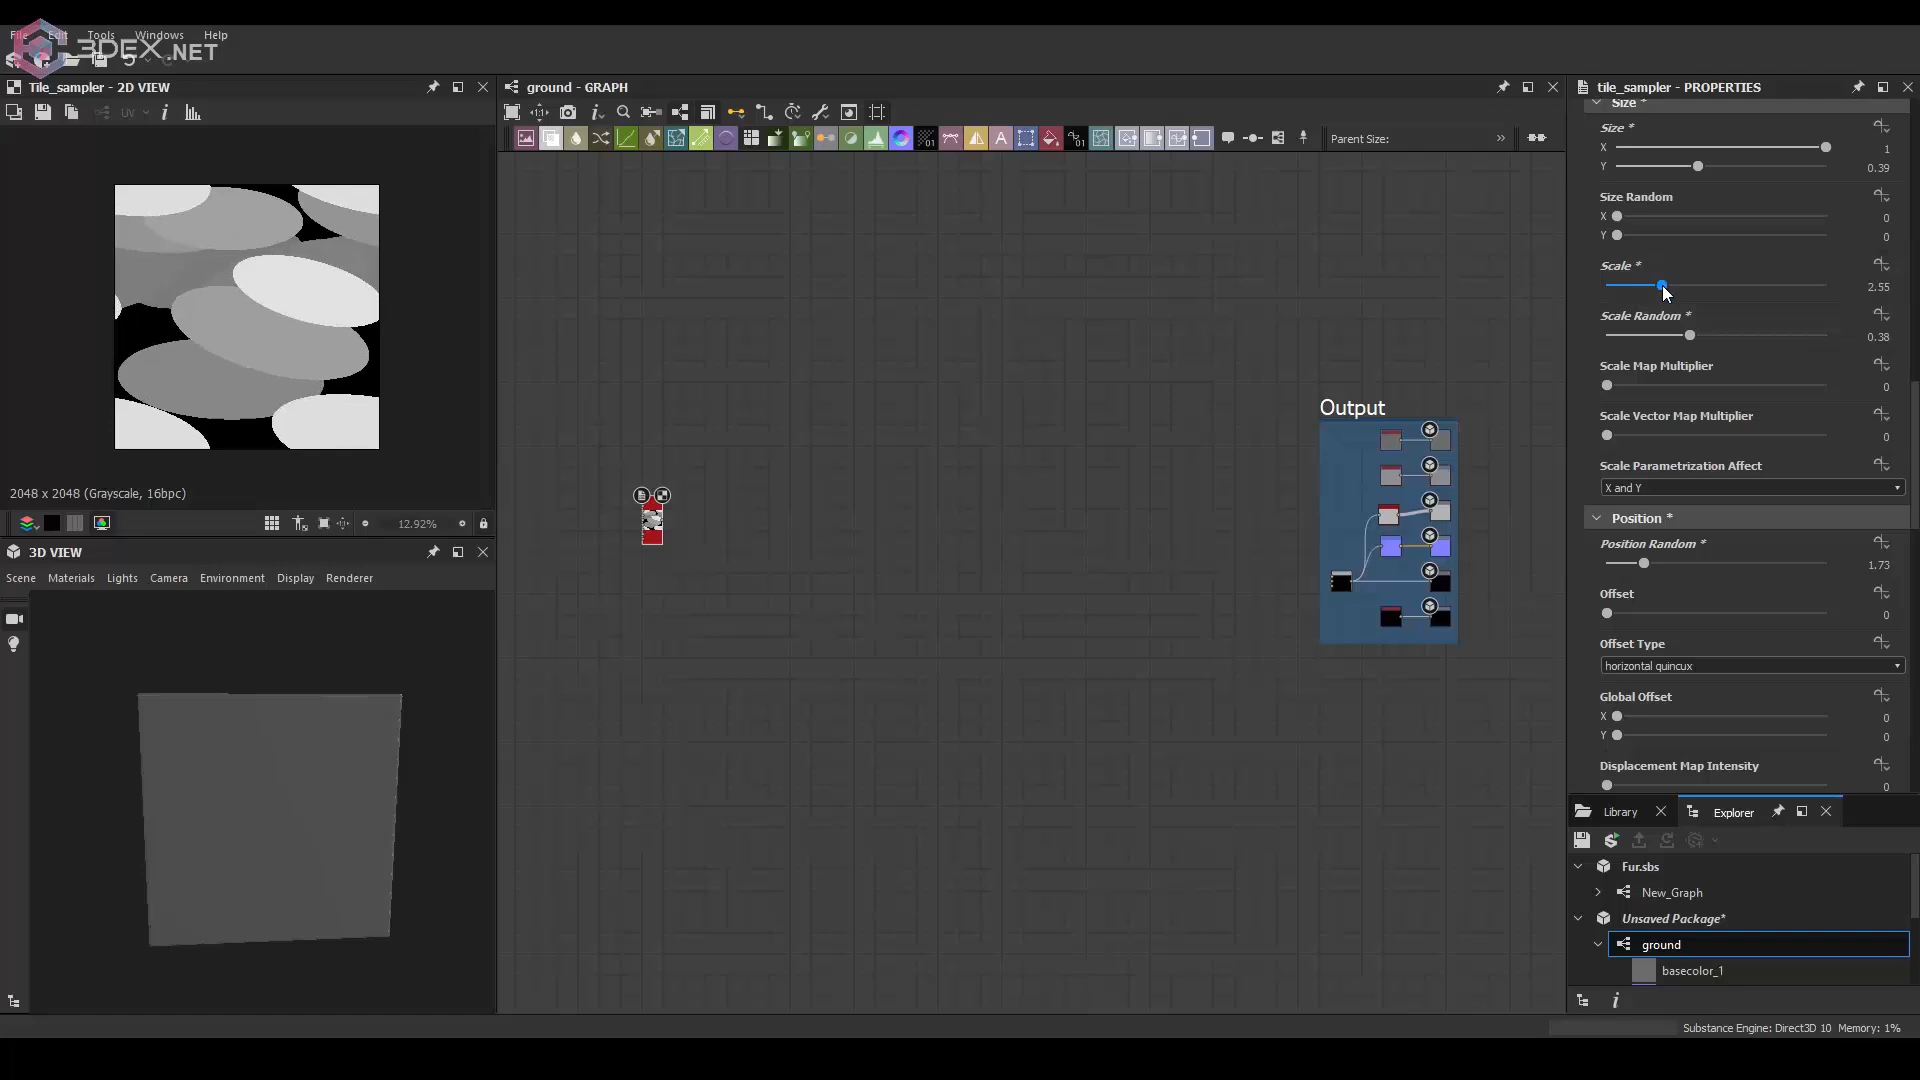 File Edit Tools Windows Help
3DEX.NET
Tile_sampler - 2D VIEW
UV
2048 x 2048 (Grayscale, 16bpc)
12.92%
3D VIEW
Scene Materials Lights Camera Environment Display Renderer
ground - GRAPH
Parent Size:
Output
tile_sampler - PROPERTIES
Size *
Size *
X 1
Y 0.39
Size Random
X 0
Y 0
Scale *
2.55
Scale Random *
0.38
Scale Map Multiplier
0
Scale Vector Map Multiplier
0
Scale Parametrization Affect
X and Y
Position *
Position Random *
1.73
Offset
0
Offset Type
horizontal quincux
Global Offset
X 0
Y 0
Displacement Map Intensity
0
Library Explorer
Fur.sbs
New_Graph
Unsaved Package*
ground
basecolor_1
Substance Engine: Direct3D 10 Memory: 1%